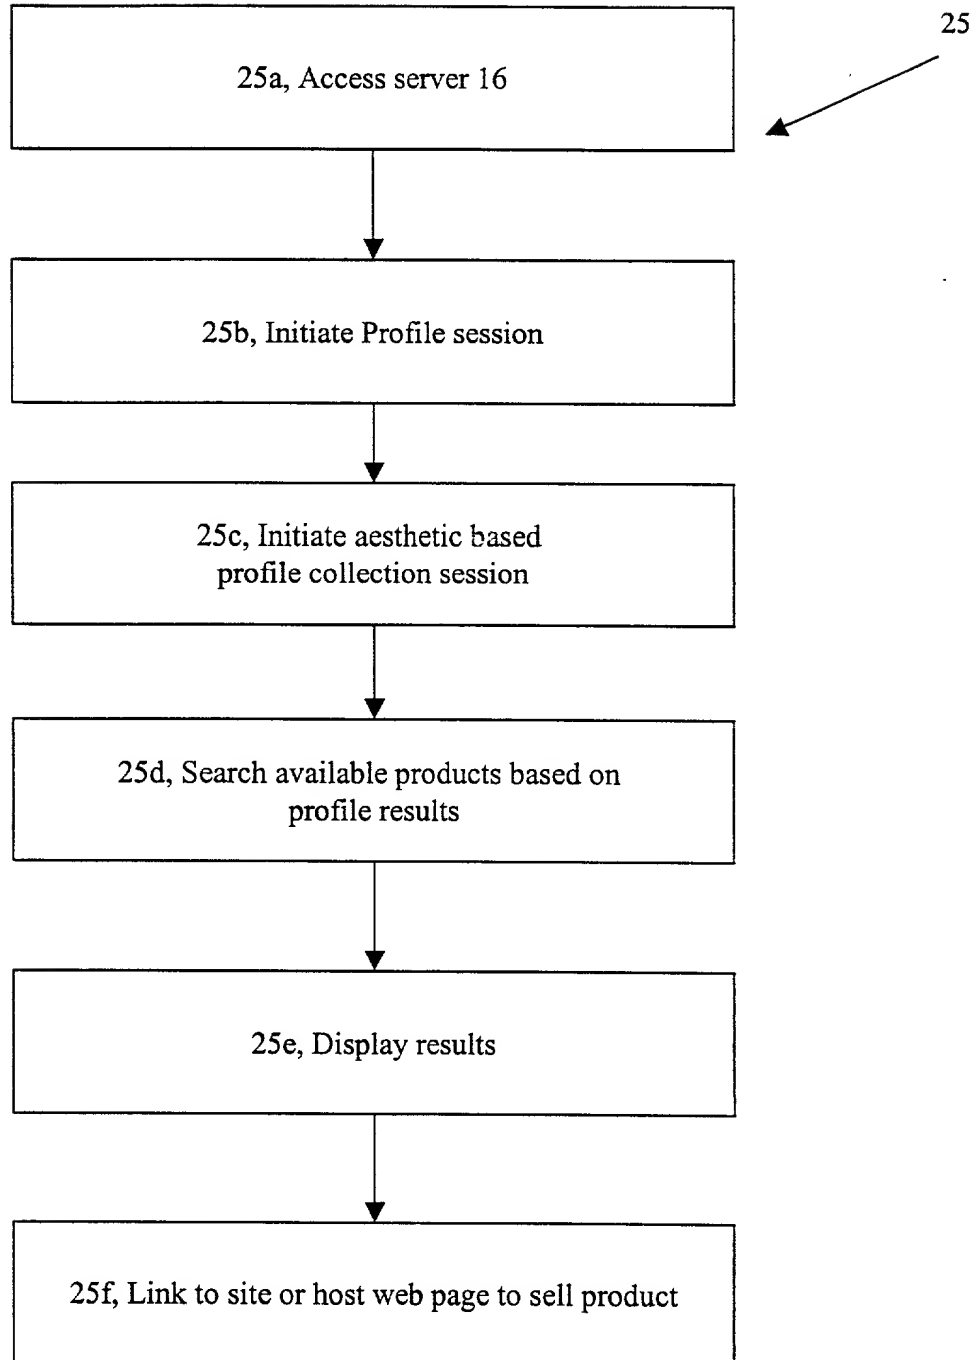 25
25a, Access server 16
25b, Initiate Profile session
25c, Initiate aesthetic based
profile collection session
25d, Search available products based on
profile results
25e, Display results
25f, Link to site or host web page to sell product